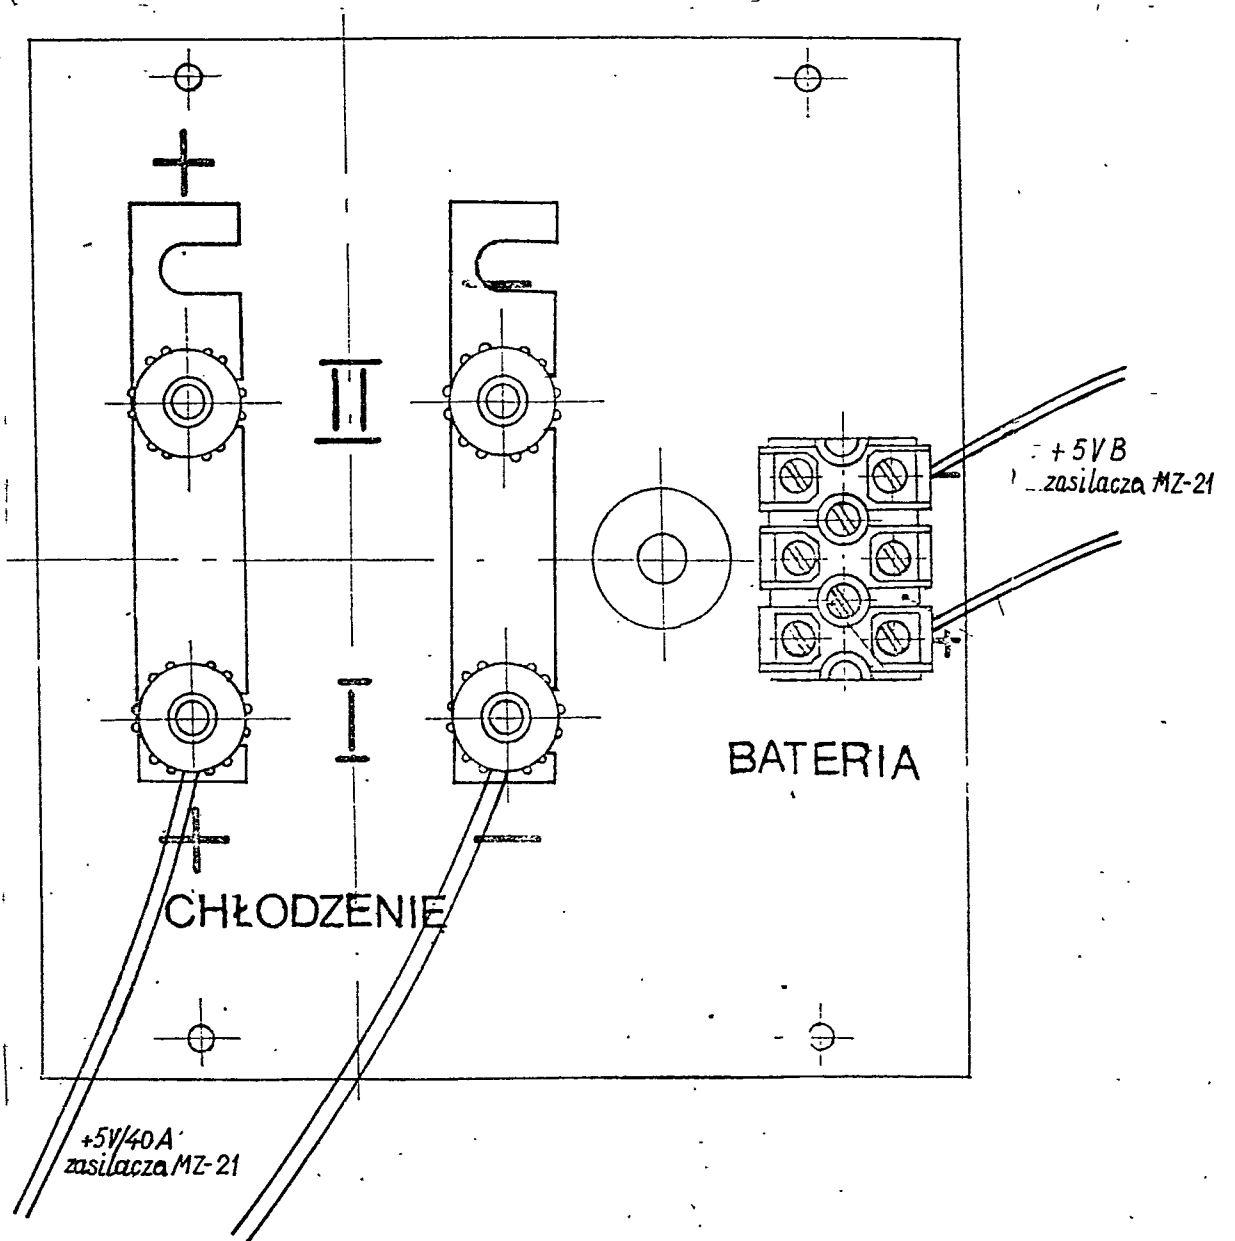 +
II
+ 5V B
zasilacza MZ-21
-
+
I
BATERIA
+ -
CHŁODZENIE
+5V/40A
zasilacza MZ-21